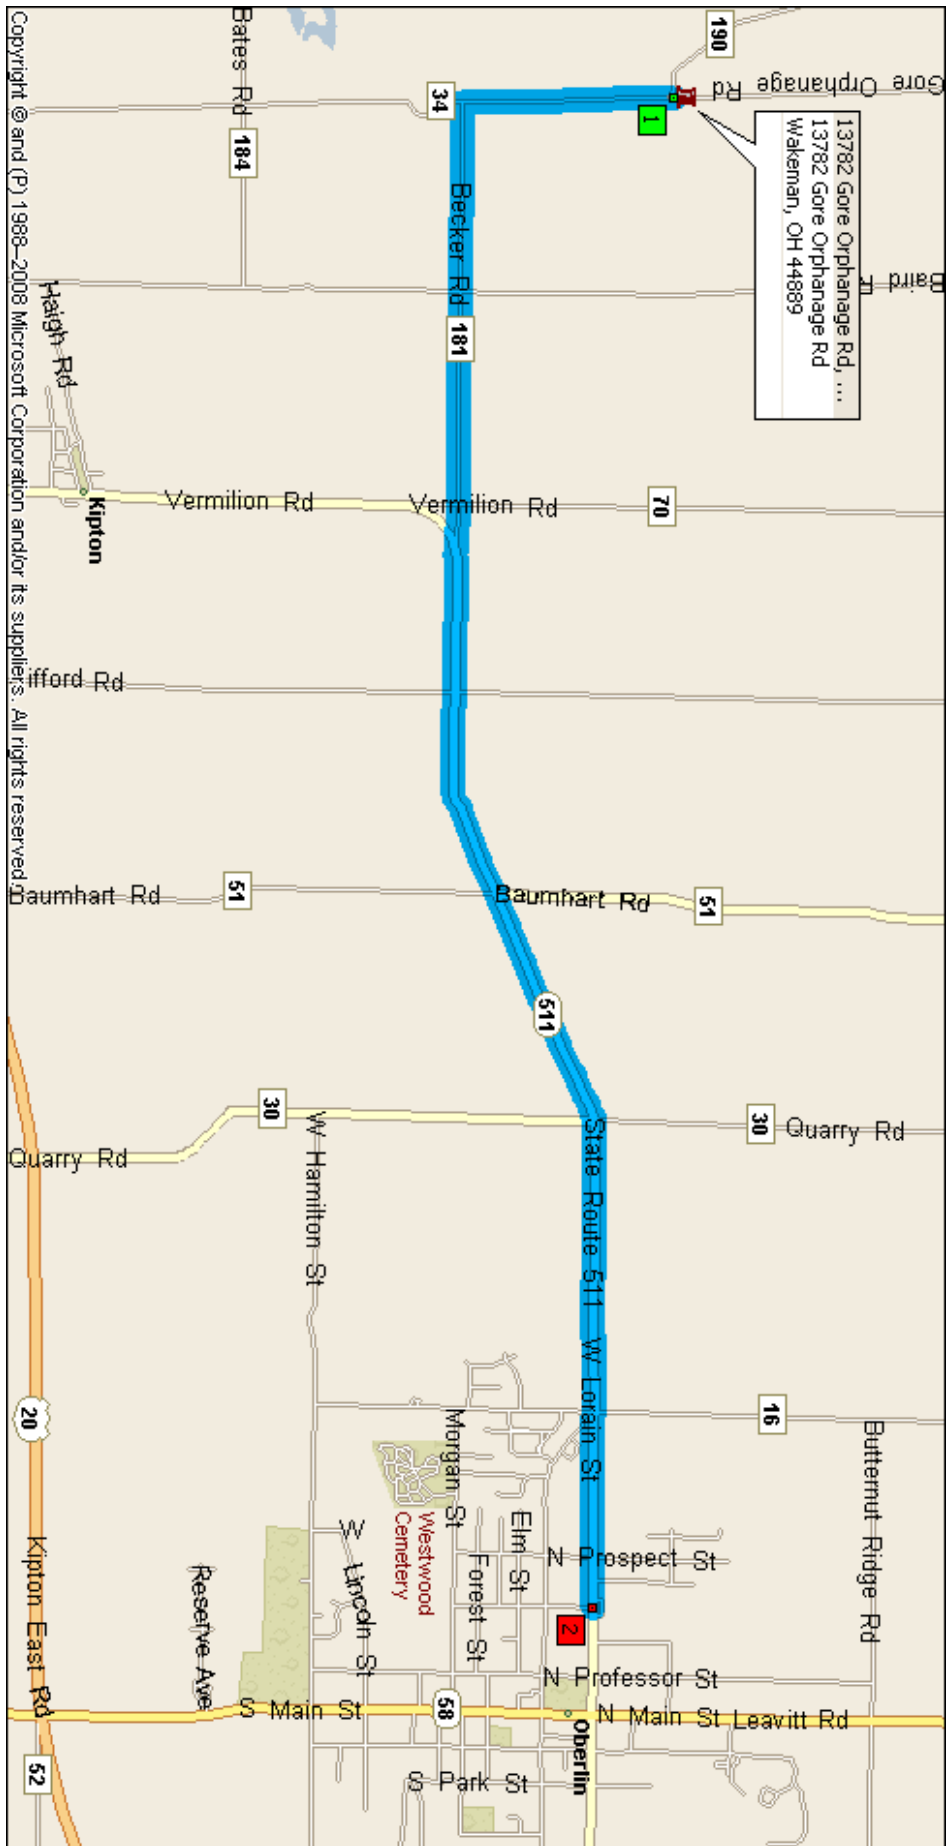 190
Gore Orphanage Rd
1
13782 Gore Orphanage Rd, ...
13782 Gore Orphanage Rd
Wakeman, OH 44889
Baird R
34
Bates Rd
184
Becker Rd
181
Haigh Rd
Kipton
Vermilion Rd
Vermilion Rd
70
ifford Rd
Baumhart Rd
51
Baumhart Rd
51
511
30
Quarry Rd
30
Quarry Rd
State Route 511
W Lorain St
W Hamilton St
16
Butternut Ridge Rd
Morgan St
Westwood
Cemetery
Elm St
Forest St
N Prospect St
W Lincoln St
Reserve Ave
2
N Professor St
20
Kipton East Rd
S Main St
58
Oberlin
N Main St
Leavitt Rd
S Park St
52
Copyright © and (P) 1988–2008 Microsoft Corporation and/or its suppliers. All rights reserved.